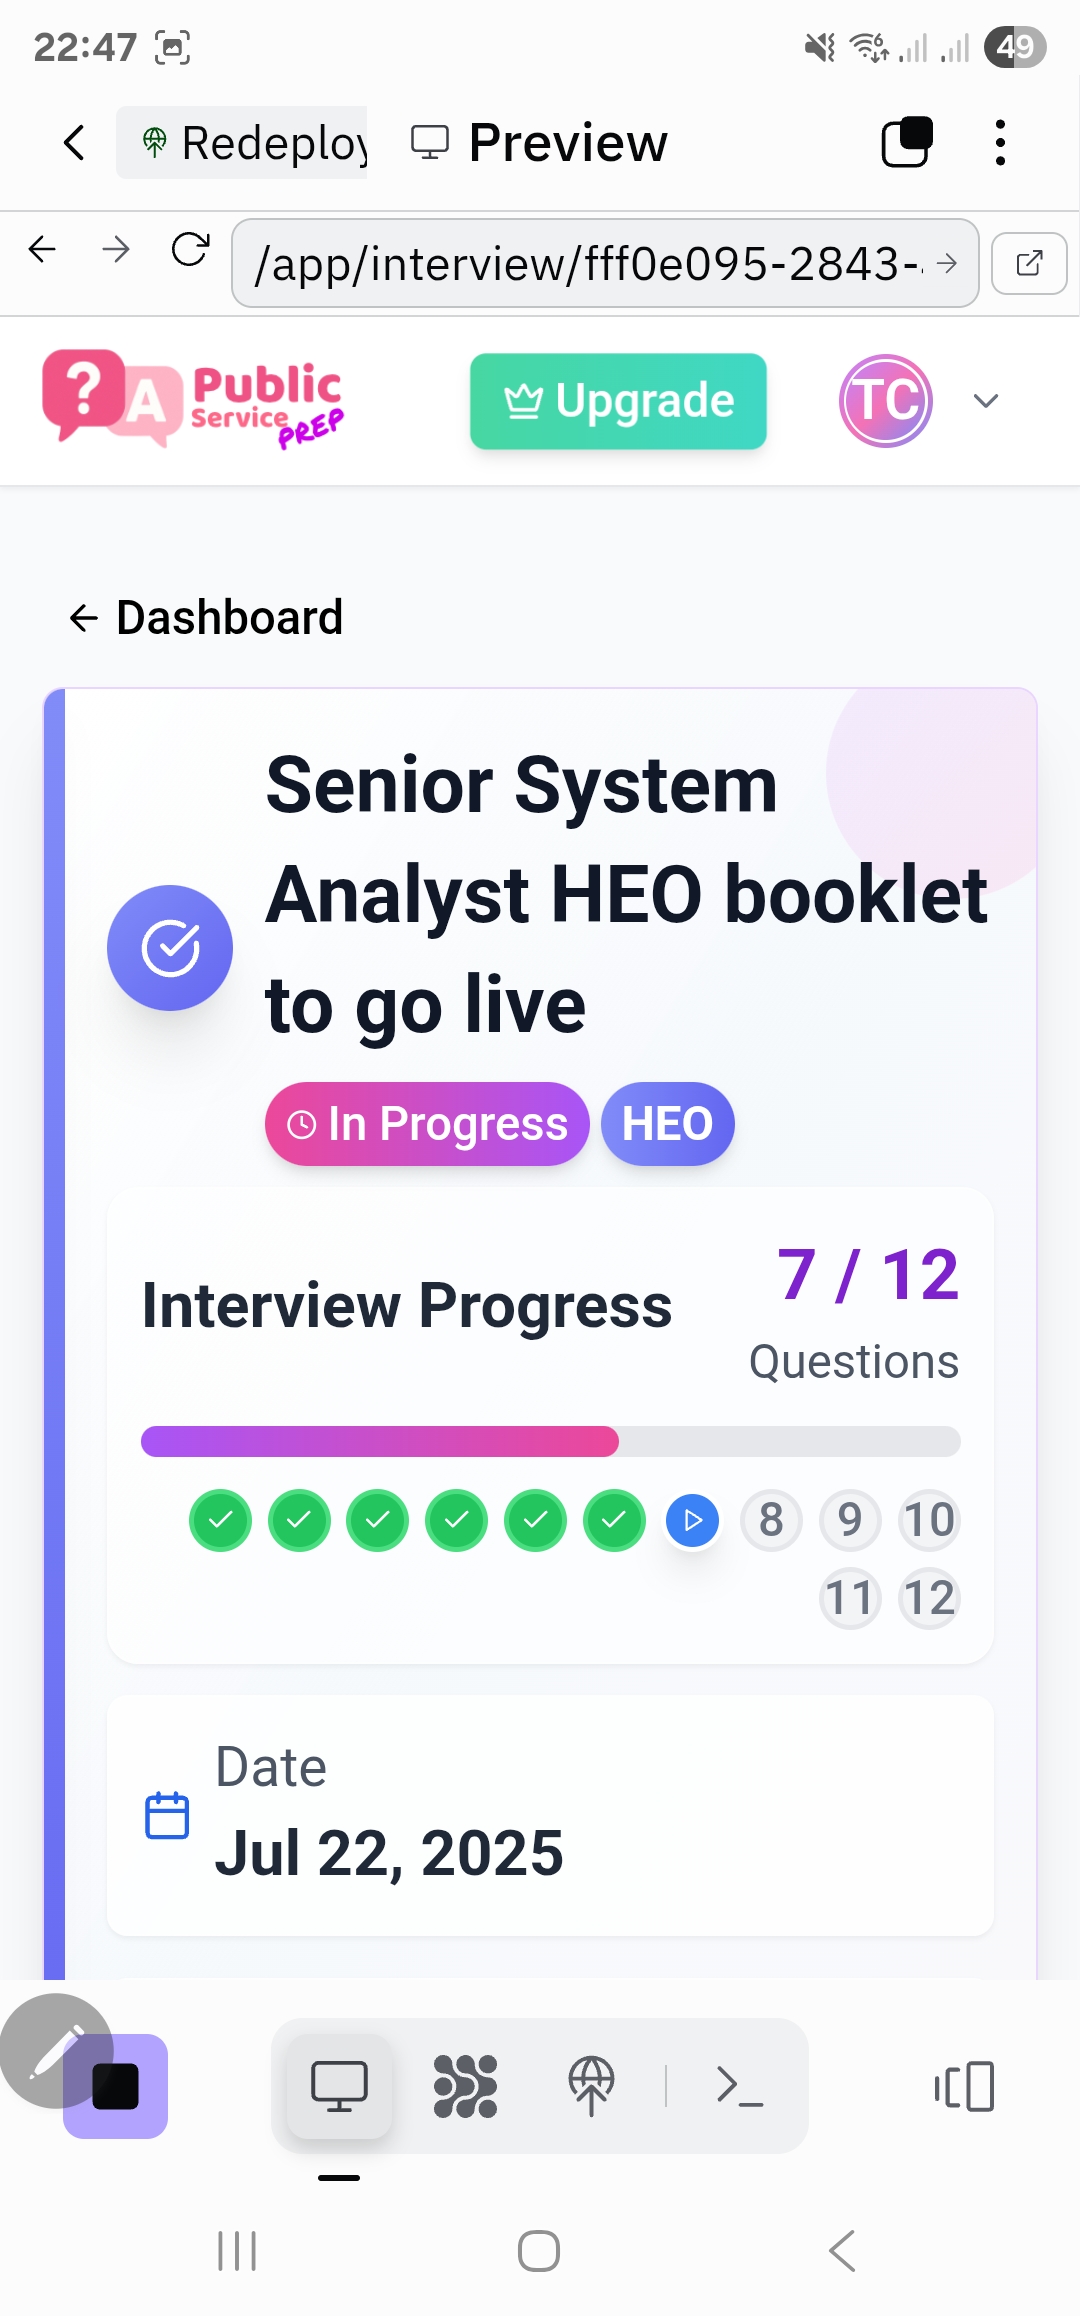 22:47
6
49
Redeploy
Preview
/app/interview/fff0e095-2843-
?
A
Public
Service
PREP
Upgrade
TC
Dashboard
Senior System
Analyst HEO booklet
to go live
In Progress
HEO
Interview Progress
7 / 12
Questions
8
9
10
11
12
Date
Jul 22, 2025